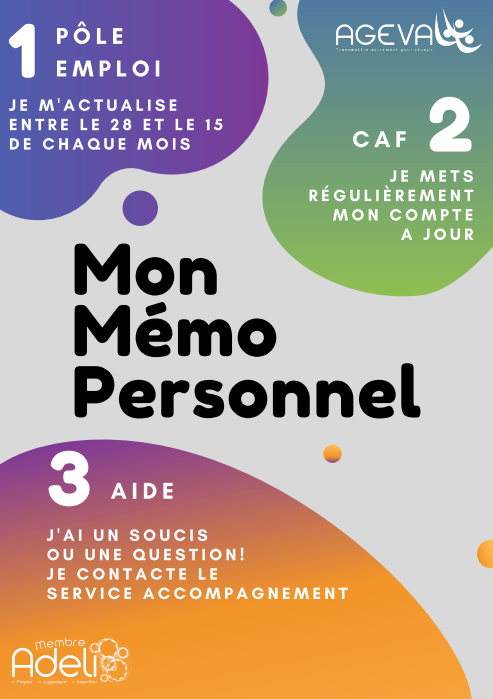 1 PÔLE
EMPLOI
JE M'ACTUALISE
ENTRE LE 28 ET LE 15
DE CHAQUE MOIS
AGEVAL
CAF 2
JE METS
RÉGULIÈREMENT
MON COMPTE
A JOUR
Mon
Mémo
Personnel
3 AIDE
J'AI UN SOUCIS
OU UNE QUESTION!
JE CONTACTE LE
SERVICE ACCOMPAGNEMENT
membre
Adeli